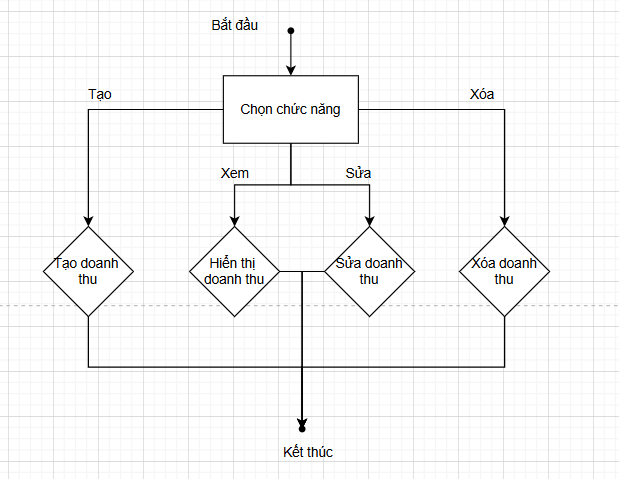 Bắt đầu
Chọn chức năng
Tạo
Xóa
Xem
Sửa
Tạo doanh
thu
Hiển thị
doanh thu
Sửa doanh
thu
Xóa doanh
thu
Kết thúc